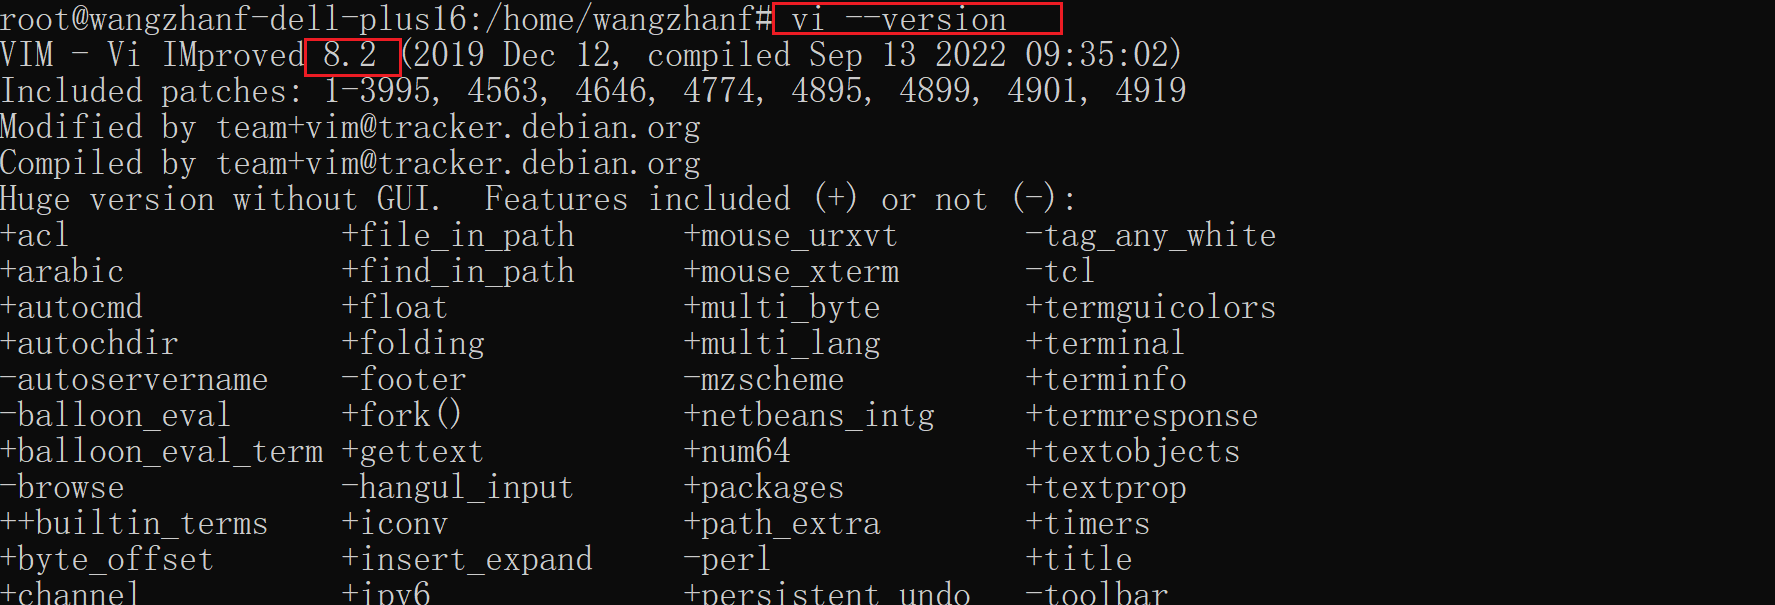 root@wangzhanf-dell-plus16:/home/wangzhanf# vi --version
VIM - Vi IMproved 8.2 (2019 Dec 12, compiled Sep 13 2022 09:35:02)
Included patches: 1-3995, 4563, 4646, 4774, 4895, 4899, 4901, 4919
Modified by team+vim@tracker.debian.org
Compiled by team+vim@tracker.debian.org
Huge version without GUI.  Features included (+) or not (-):
+acl               +file_in_path      +mouse_urxvt       -tag_any_white
+arabic            +find_in_path      +mouse_xterm       -tcl
+autocmd           +float             +multi_byte        +termguicolors
+autochdir         +folding           +multi_lang        +terminal
-autoservername    -footer            -mzscheme          +terminfo
-balloon_eval      +fork()            +netbeans_intg     +termresponse
+balloon_eval_term +gettext           +num64             +textobjects
-browse            -hangul_input      +packages          +textprop
++builtin_terms    +iconv             +path_extra        +timers
+byte_offset       +insert_expand     -perl              +title
+channel           +ipv6              +persistent_undo   -toolbar